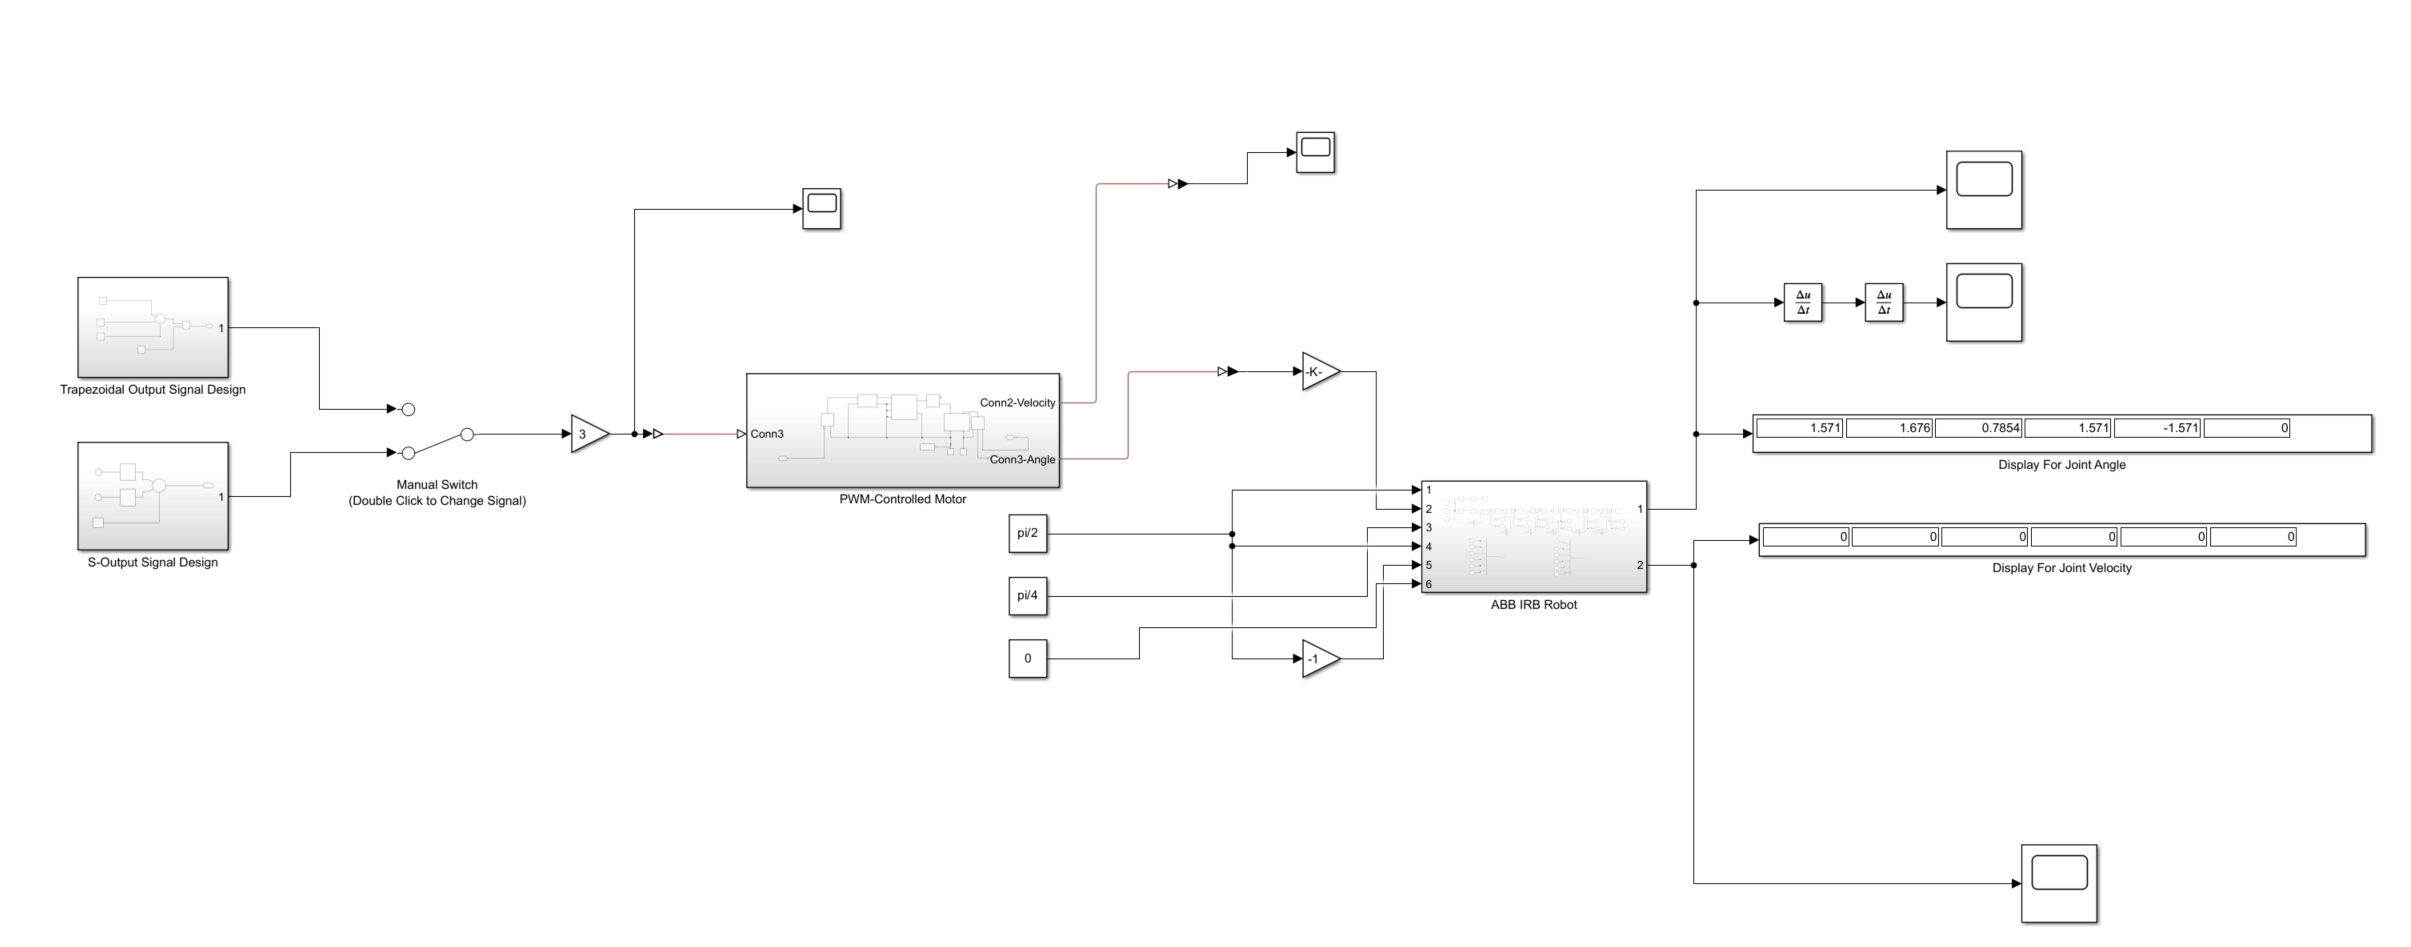 1
Trapezoidal Output Signal Design
1
S-Output Signal Design
Manual Switch
(Double Click to Change Signal)
3
Conn3
Conn2-Velocity
Conn3-Angle
PWM-Controlled Motor
-K-
pi/2
pi/4
0
-1
1
2
3
4
5
6
1
2
ABB IRB Robot
Δu
Δt
Δu
Δt
1.571 1.676 0.7854 1.571 -1.571 0
Display For Joint Angle
0 0 0 0 0 0
Display For Joint Velocity